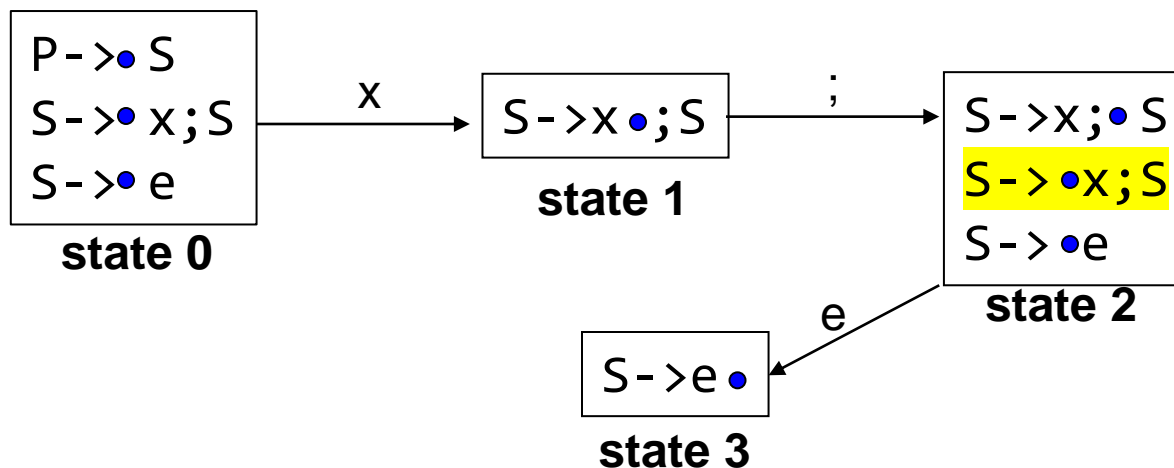 P->• S
S->• x;S
S->• e
state 0
x
S->x•;S
state 1
;
S->x;• S
S-> •x;S
S-> •e
state 2
e
S->e•
state 3